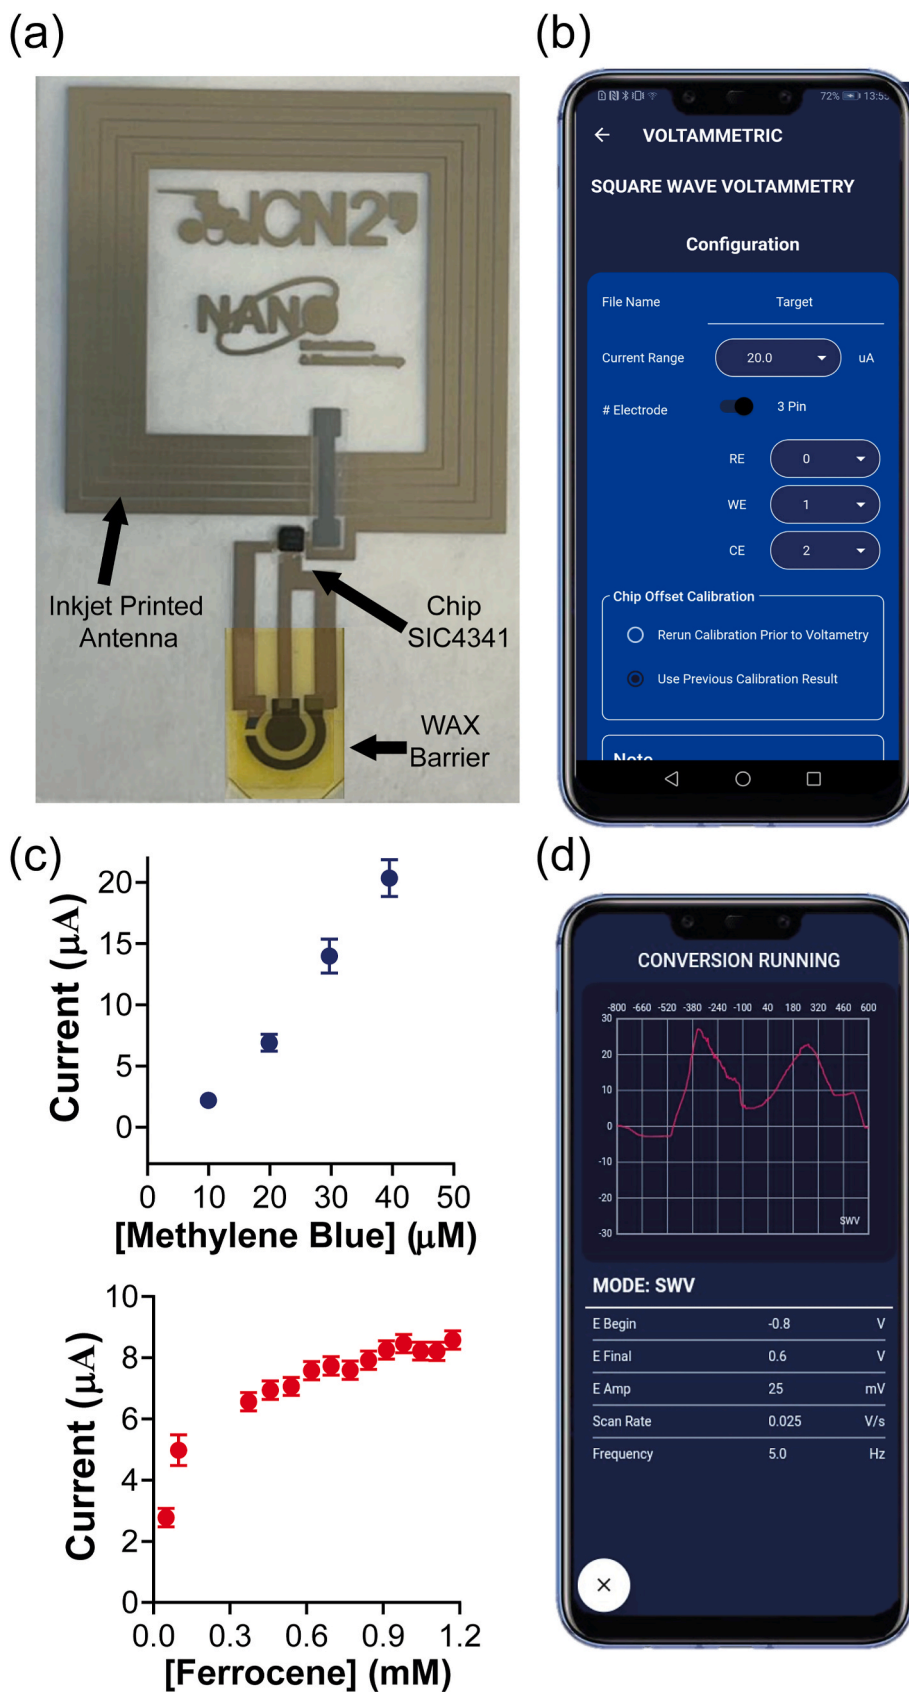 (a)
ICN2
NANO
Inkjet Printed
Antenna
Chip
SIC4341
WAX
Barrier
(b)
72% 13:55
VOLTAMMETRIC
SQUARE WAVE VOLTAMMETRY
Configuration
File Name Target
Current Range 20.0 uA
# Electrode 3 Pin
RE 0
WE 1
CE 2
Chip Offset Calibration
Rerun Calibration Prior to Voltametry
Use Previous Calibration Result
Note
(c)
Current (µA)
20
15
10
5
0
0 10 20 30 40 50
[Methylene Blue] (µM)
Current (µA)
10
8
6
4
2
0
0.0 0.3 0.6 0.9 1.2
[Ferrocene] (mM)
(d)
CONVERSION RUNNING
-800 -660 -520 -380 -240 -100 40 180 320 460 600
30
20
10
0
-10
-20
-30
SWV
MODE: SWV
E Begin -0.8 V
E Final 0.6 V
E Amp 25 mV
Scan Rate 0.025 V/s
Frequency 5.0 Hz